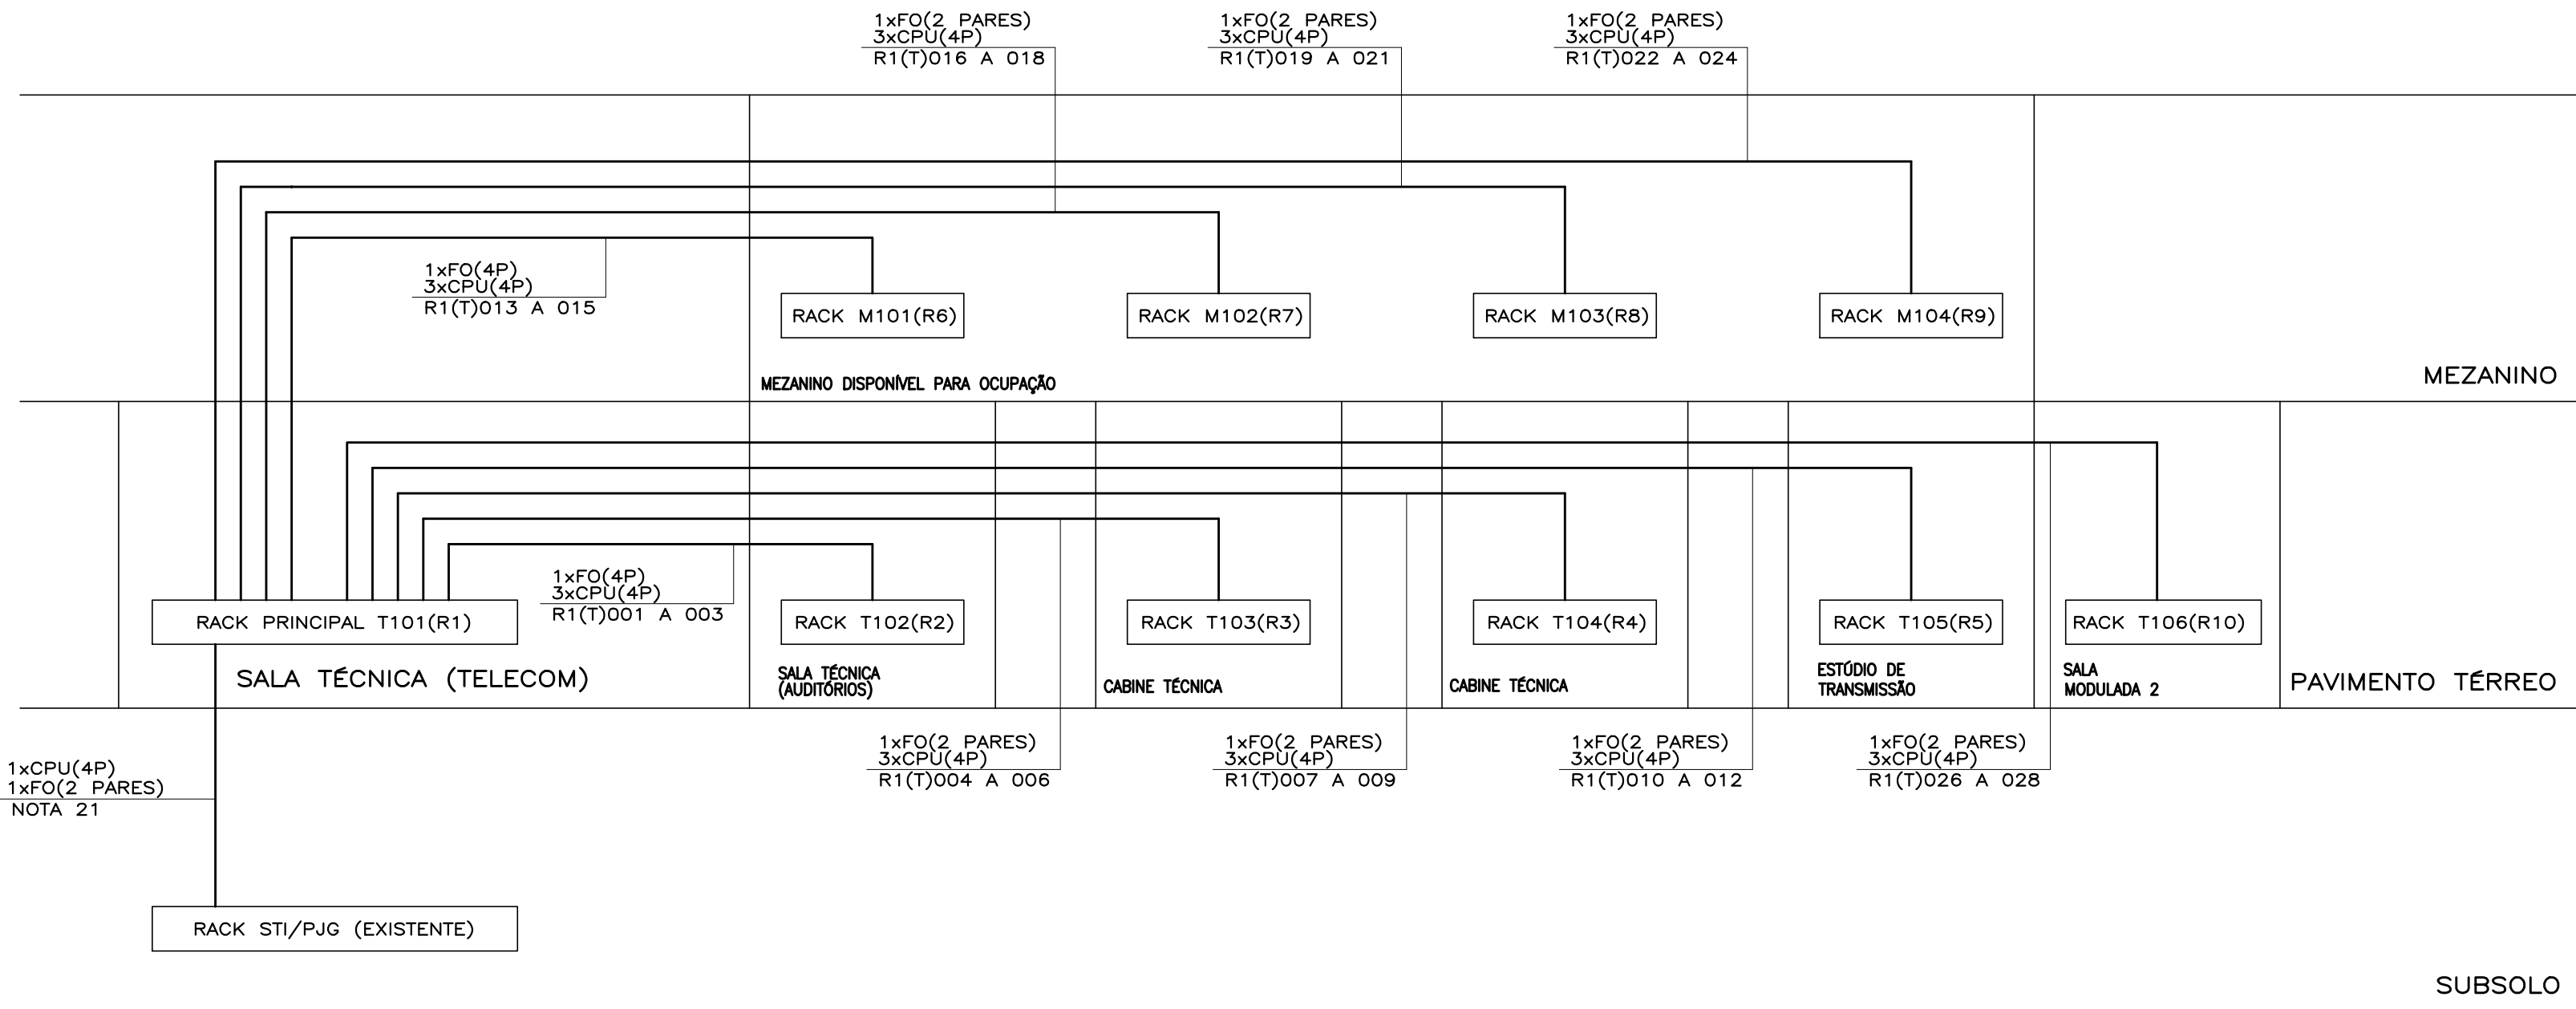 1xFO(2 PARES)
3xCPU(4P)
R1(T)016 A 018
1xFO(2 PARES)
3xCPU(4P)
R1(T)019 A 021
1xFO(2 PARES)
3xCPU(4P)
R1(T)022 A 024
1xFO(4P)
3xCPU(4P)
R1(T)013 A 015
RACK M101(R6)
RACK M102(R7)
RACK M103(R8)
RACK M104(R9)
MEZANINO DISPONÍVEL PARA OCUPAÇÃO
MEZANINO
1xFO(4P)
3xCPU(4P)
R1(T)001 A 003
RACK PRINCIPAL T101(R1)
RACK T102(R2)
RACK T103(R3)
RACK T104(R4)
RACK T105(R5)
RACK T106(R10)
SALA TÉCNICA (TELECOM)
SALA TÉCNICA
(AUDITÓRIOS)
CABINE TÉCNICA
CABINE TÉCNICA
ESTÚDIO DE
TRANSMISSÃO
SALA
MODULADA 2
PAVIMENTO TÉRREO
1xCPU(4P)
1xFO(2 PARES)
NOTA 21
1xFO(2 PARES)
3xCPU(4P)
R1(T)004 A 006
1xFO(2 PARES)
3xCPU(4P)
R1(T)007 A 009
1xFO(2 PARES)
3xCPU(4P)
R1(T)010 A 012
1xFO(2 PARES)
3xCPU(4P)
R1(T)026 A 028
RACK STI/PJG (EXISTENTE)
SUBSOLO